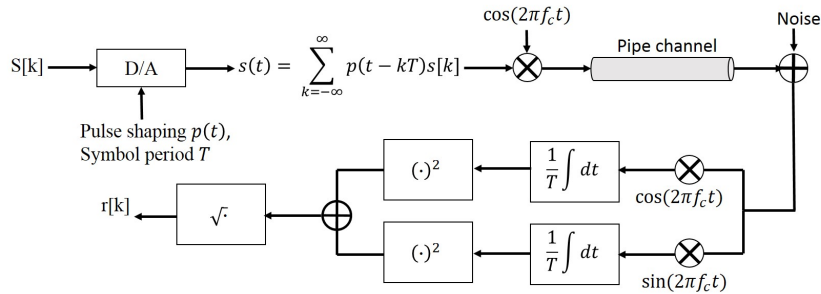 cos(2πf_c t)
Noise
Pipe channel
S[k]
D/A
s(t) = ∑_{k=-∞}^{∞} p(t − kT)s[k]
Pulse shaping p(t),
Symbol period T
(·)²
1/T ∫ dt
cos(2πf_c t)
r[k]
√·
(·)²
1/T ∫ dt
sin(2πf_c t)